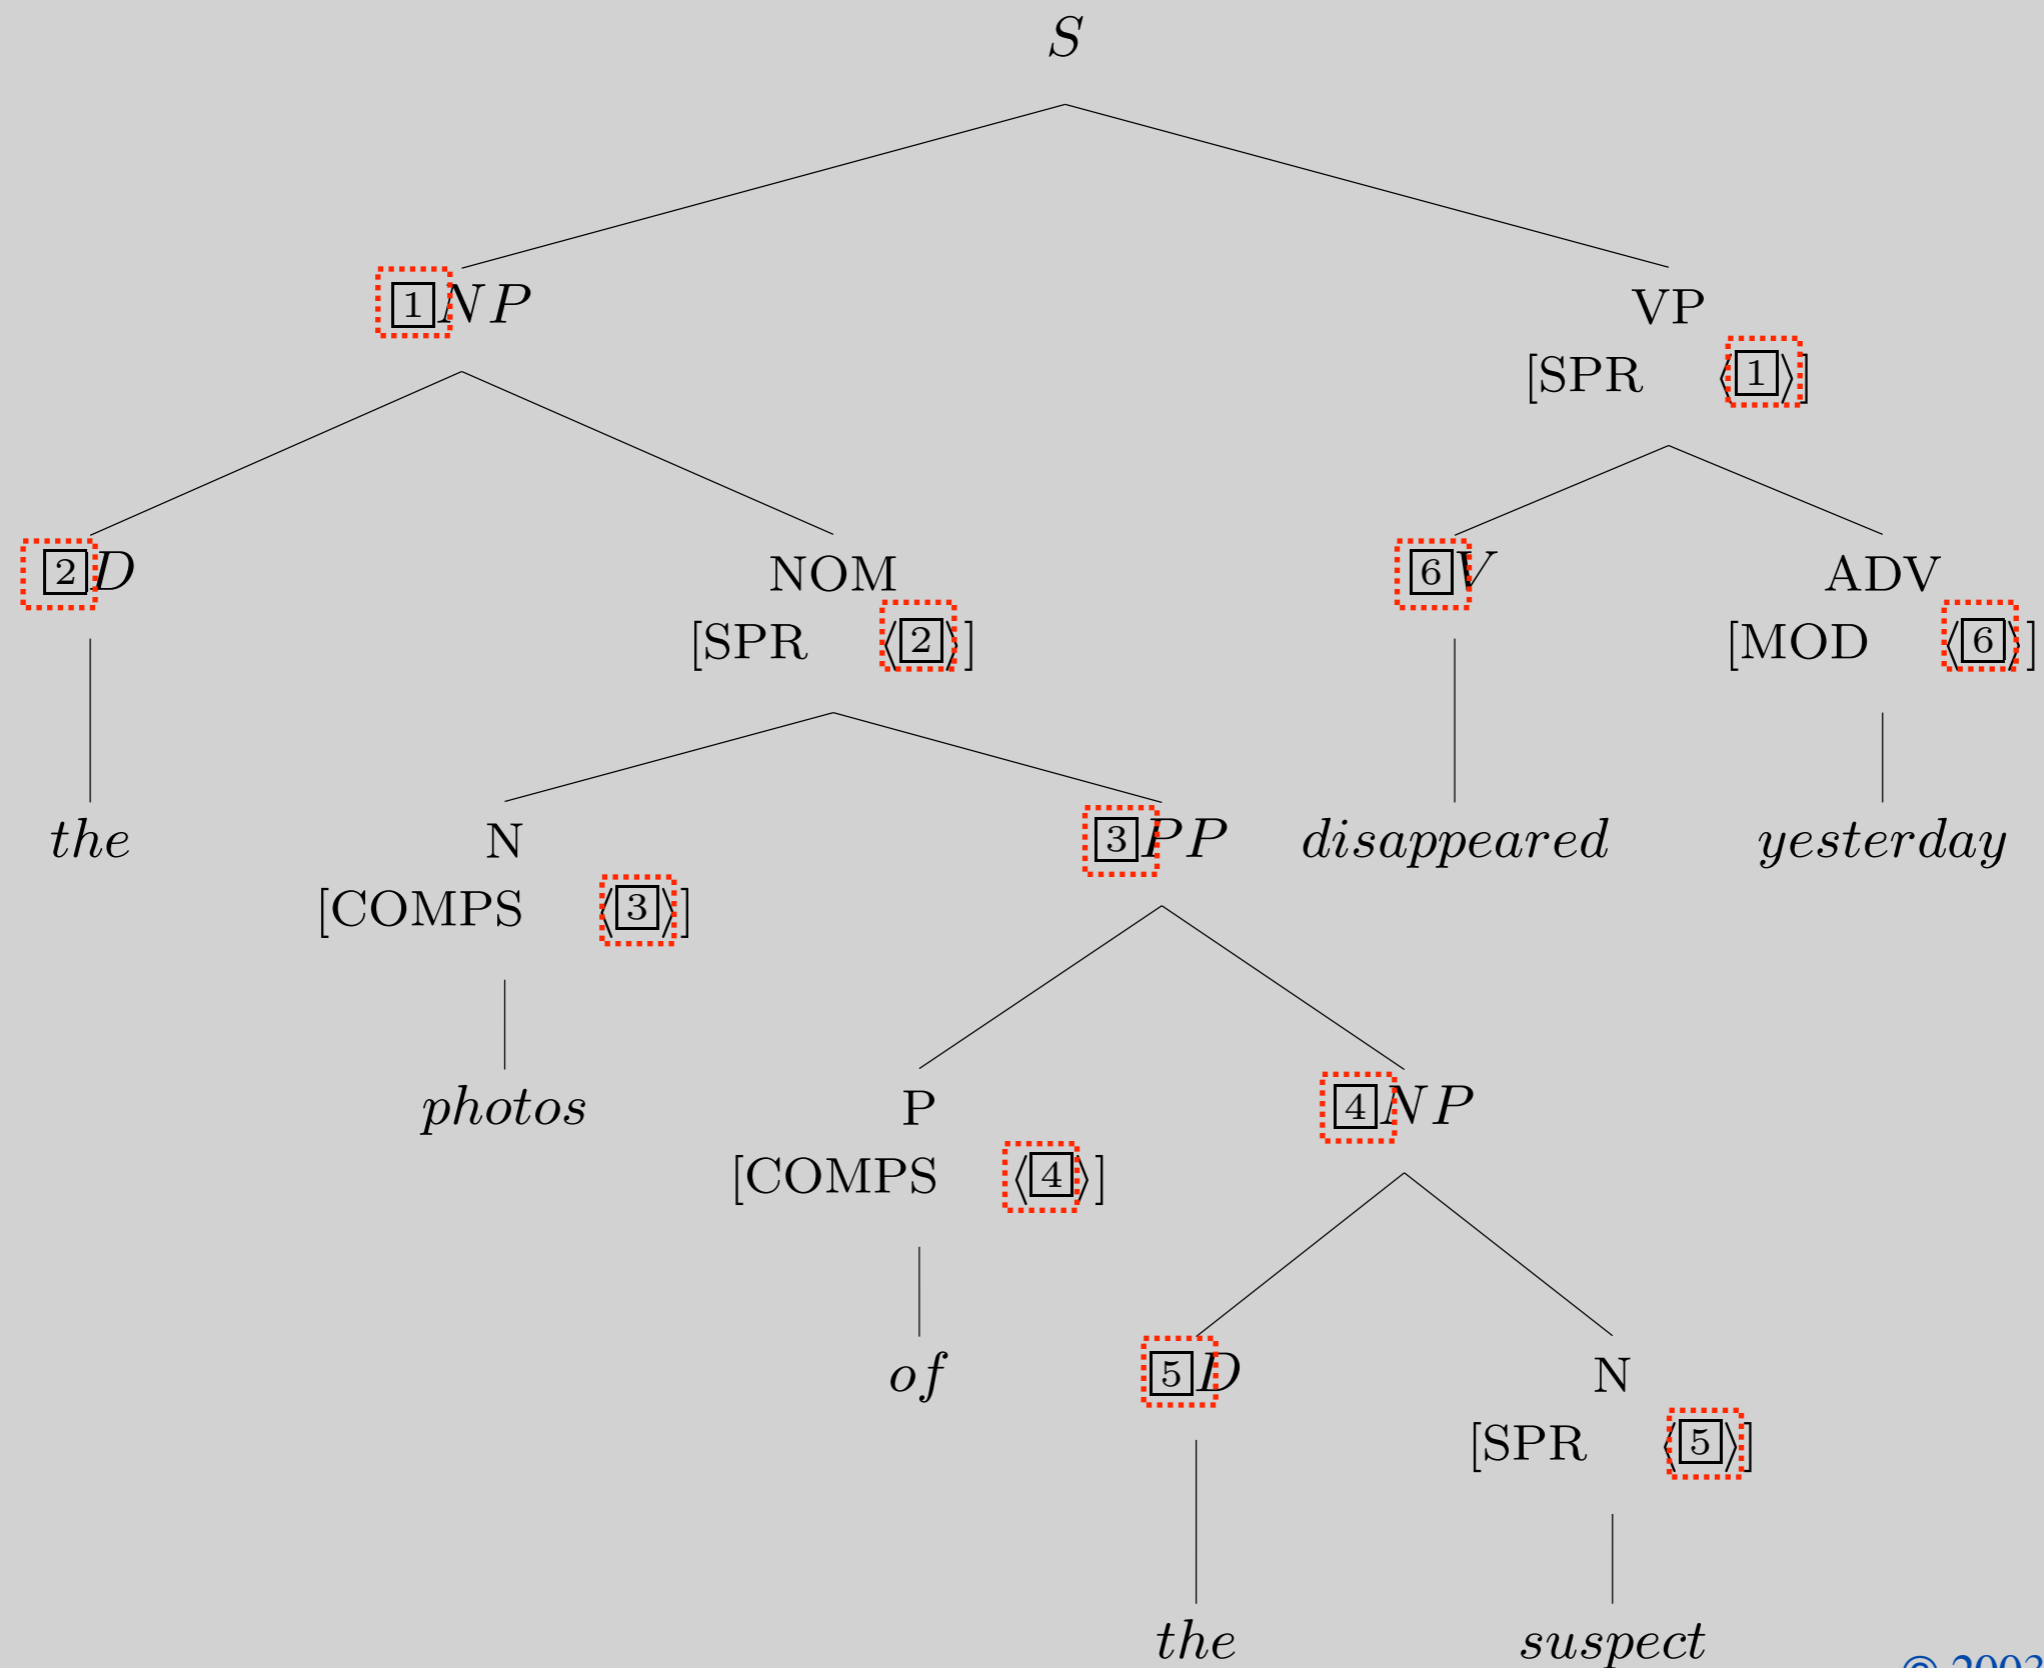 S
1 NP VP
[SPR ⟨1⟩]
2 D NOM 6 V ADV
[SPR ⟨2⟩] [MOD ⟨6⟩]
the N 3 PP disappeared yesterday
[COMPS ⟨3⟩]
photos P 4 NP
[COMPS ⟨4⟩]
of 5 D N
[SPR ⟨5⟩]
the suspect
© 2003